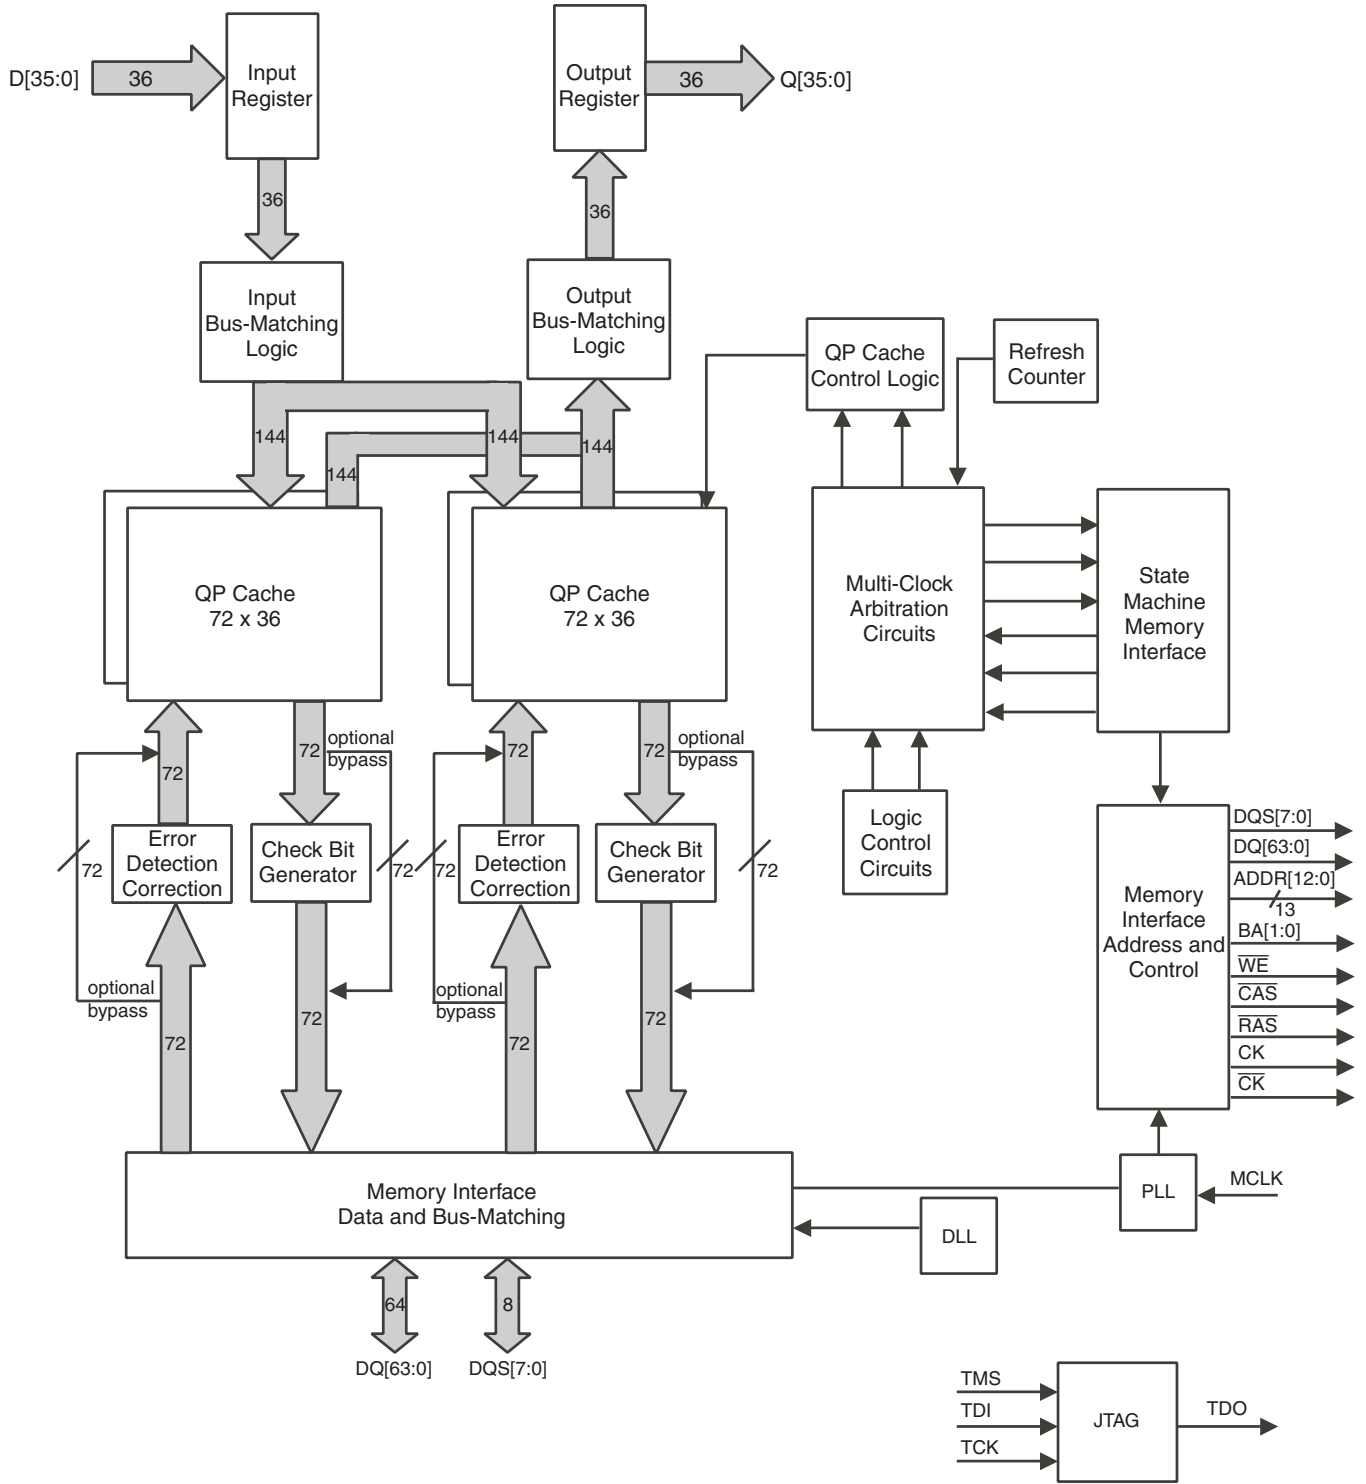 D[35:0]
36
Input
Register
Output
Register
36
Q[35:0]
36
36
Input
Bus-Matching
Logic
Output
Bus-Matching
Logic
QP Cache
Control Logic
Refresh
Counter
144
144
144
144
QP Cache
72 x 36
QP Cache
72 x 36
Multi-Clock
Arbitration
Circuits
State
Machine
Memory
Interface
72
72
optional
bypass
72
72
optional
bypass
72
Error
Detection
Correction
Check Bit
Generator
72
72
Error
Detection
Correction
Check Bit
Generator
72
Logic
Control
Circuits
Memory
Interface
Address and
Control
DQS[7:0]
DQ[63:0]
ADDR[12:0]
13
BA[1:0]
W̅E̅
C̅A̅S̅
R̅A̅S̅
CK
C̅K̅
optional
bypass
72
72
optional
bypass
72
72
Memory Interface
Data and Bus-Matching
PLL
MCLK
DLL
64
8
DQ[63:0]
DQS[7:0]
TMS
TDI
TCK
JTAG
TDO